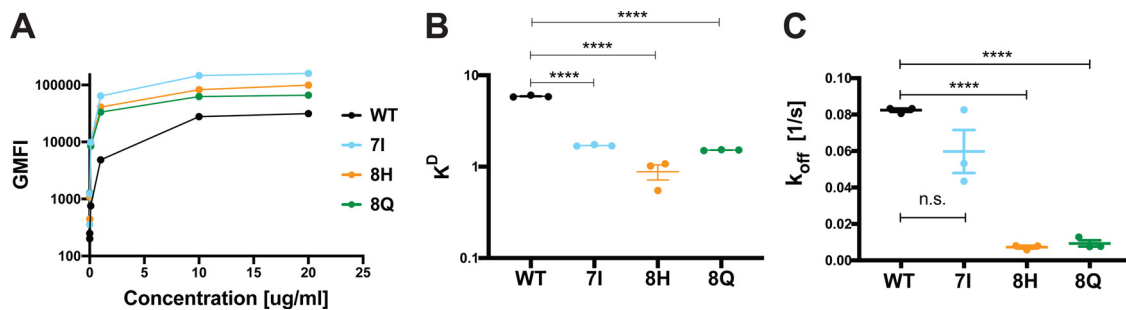 A
GMFI
100000
10000
1000
100
0
5
10
15
20
25
Concentration [ug/ml]
WT
7I
8H
8Q
B
K^D
10
1
0.1
****
****
****
WT
7I
8H
8Q
C
k_off [1/s]
0.10
0.08
0.06
0.04
0.02
0.00
****
****
n.s.
WT
7I
8H
8Q